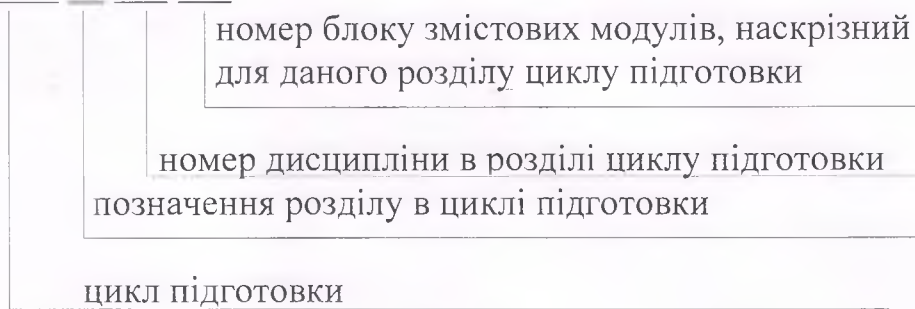 номер блоку змістових модулів, наскрізний
для даного розділу циклу підготовки
номер дисципліни в розділі циклу підготовки
позначення розділу в циклі підготовки
цикл підготовки